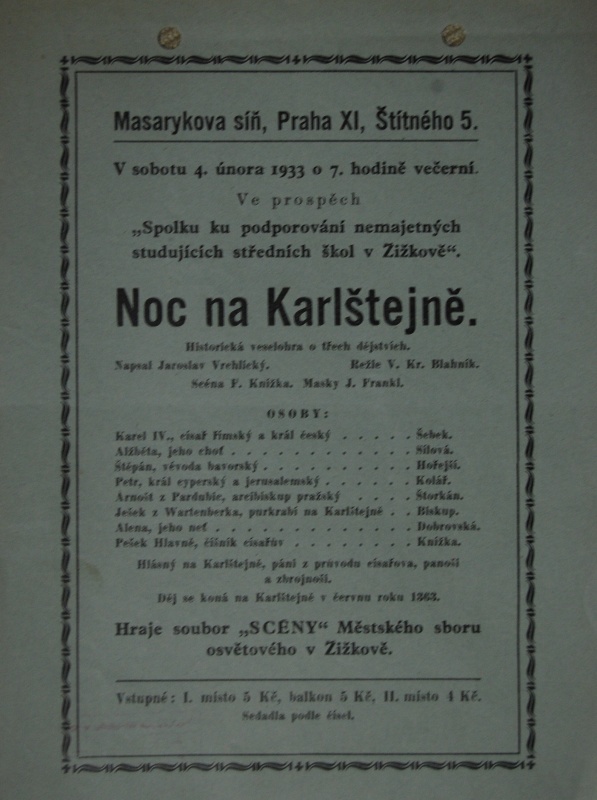 Masarykova síň, Praha XI, Štítného 5.
V sobotu 4. února 1933 o 7. hodině večerní.
Ve prospěch
„Spolku ku podporování nemajetných
studujících středních škol v Žižkově“.
Noc na Karlštejně.
Historická veselohra o třech dějstvích.
Napsal Jaroslav Vrchlický. Režie V. Kr. Blahník.
Scéna F. Knížka. Masky J. Frankl.
OSOBY:
Karel IV., císař římský a král český . . . . . Šebek.
Alžběta, jeho choť . . . . . . . . . . . . . Sílová.
Štěpán, vévoda bavorský . . . . . . . . . . Hořejší.
Petr, král cyperský a jerusalemský . . . . . . Kolář.
Arnošt z Pardubic, arcibiskup pražský . . . . Štorkán.
Ješek z Wartenberka, purkrabí na Karlštejně . . Biskup.
Alena, jeho neť . . . . . . . . . . . . . . Dobrovská.
Pešek Hlavně, číšník císařův . . . . . . . . Knížka.
Hlásný na Karlštejně, páni z průvodu císařova, panoši
a zbrojnoši.
Děj se koná na Karlštejně v červnu roku 1363.
Hraje soubor „SCÉNY“ Městského sboru
osvětového v Žižkově.
Vstupné: I. místo 5 Kč, balkon 5 Kč, II. místo 4 Kč.
Sedadla podle čísel.